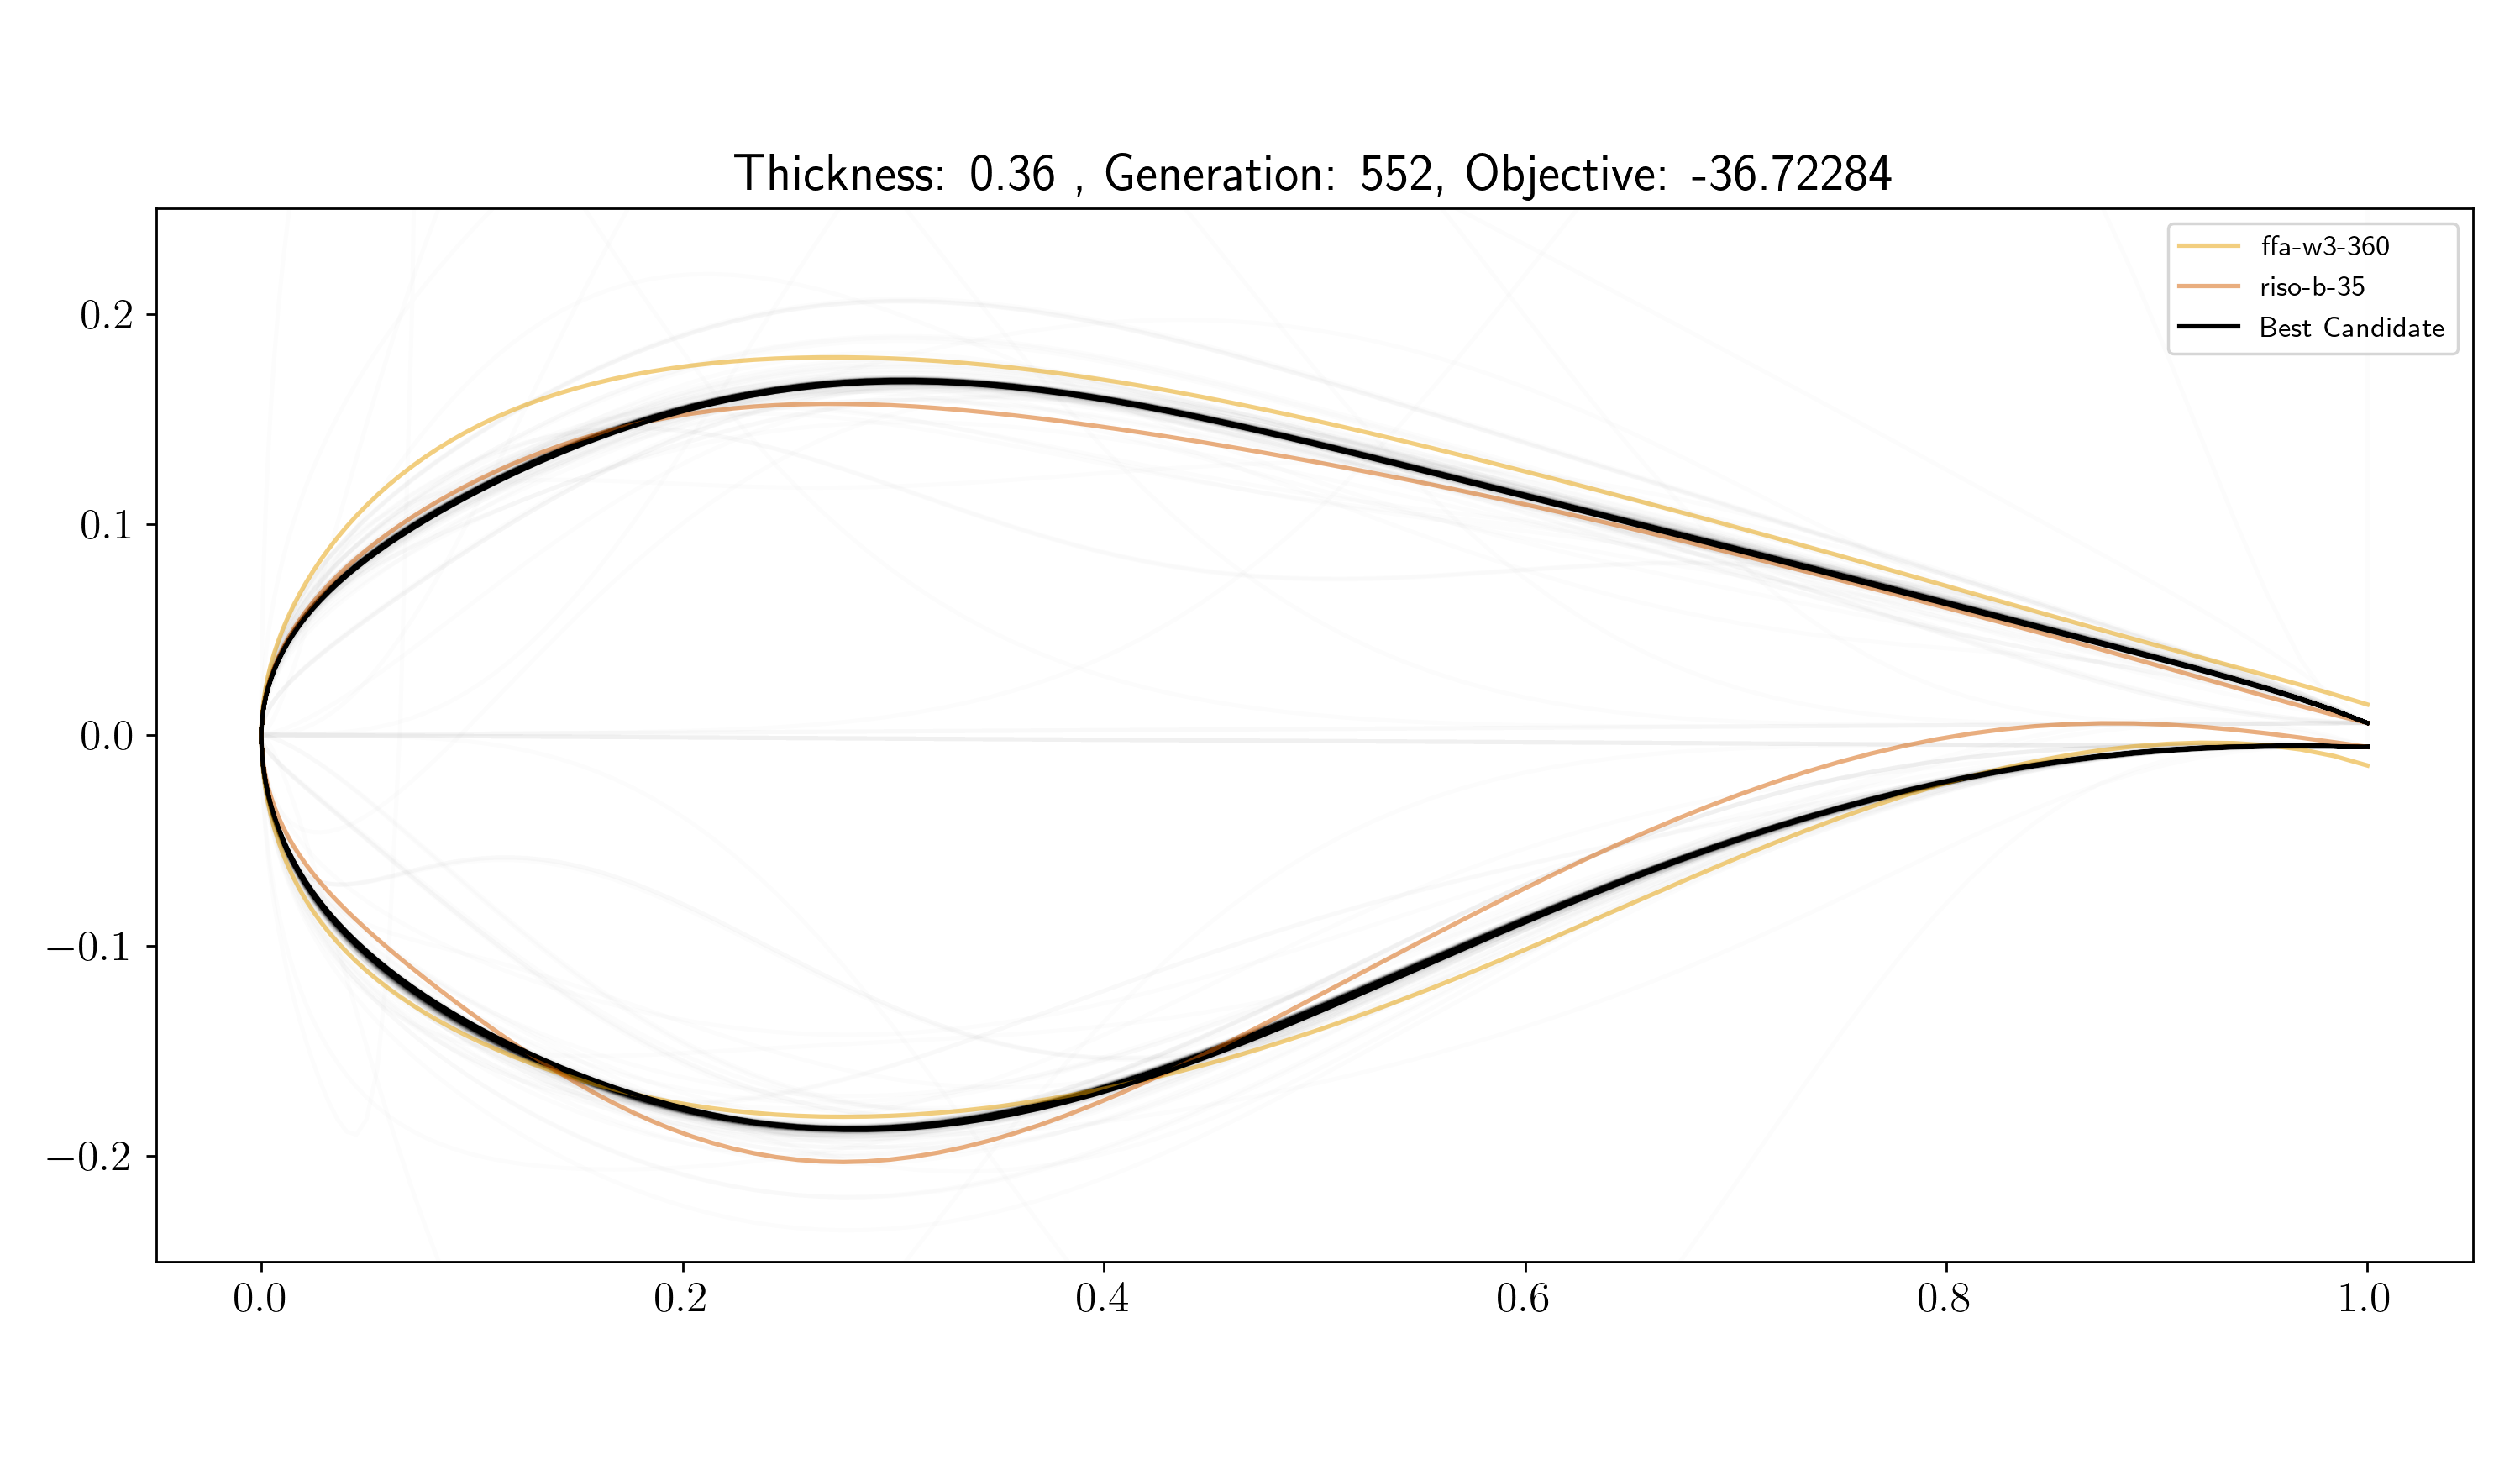 Thickness: 0.36 , Generation: 552, Objective: -36.72284
ffa-w3-360
riso-b-35
Best Candidate
0.2
0.1
0.0
−0.1
−0.2
0.0 0.2 0.4 0.6 0.8 1.0